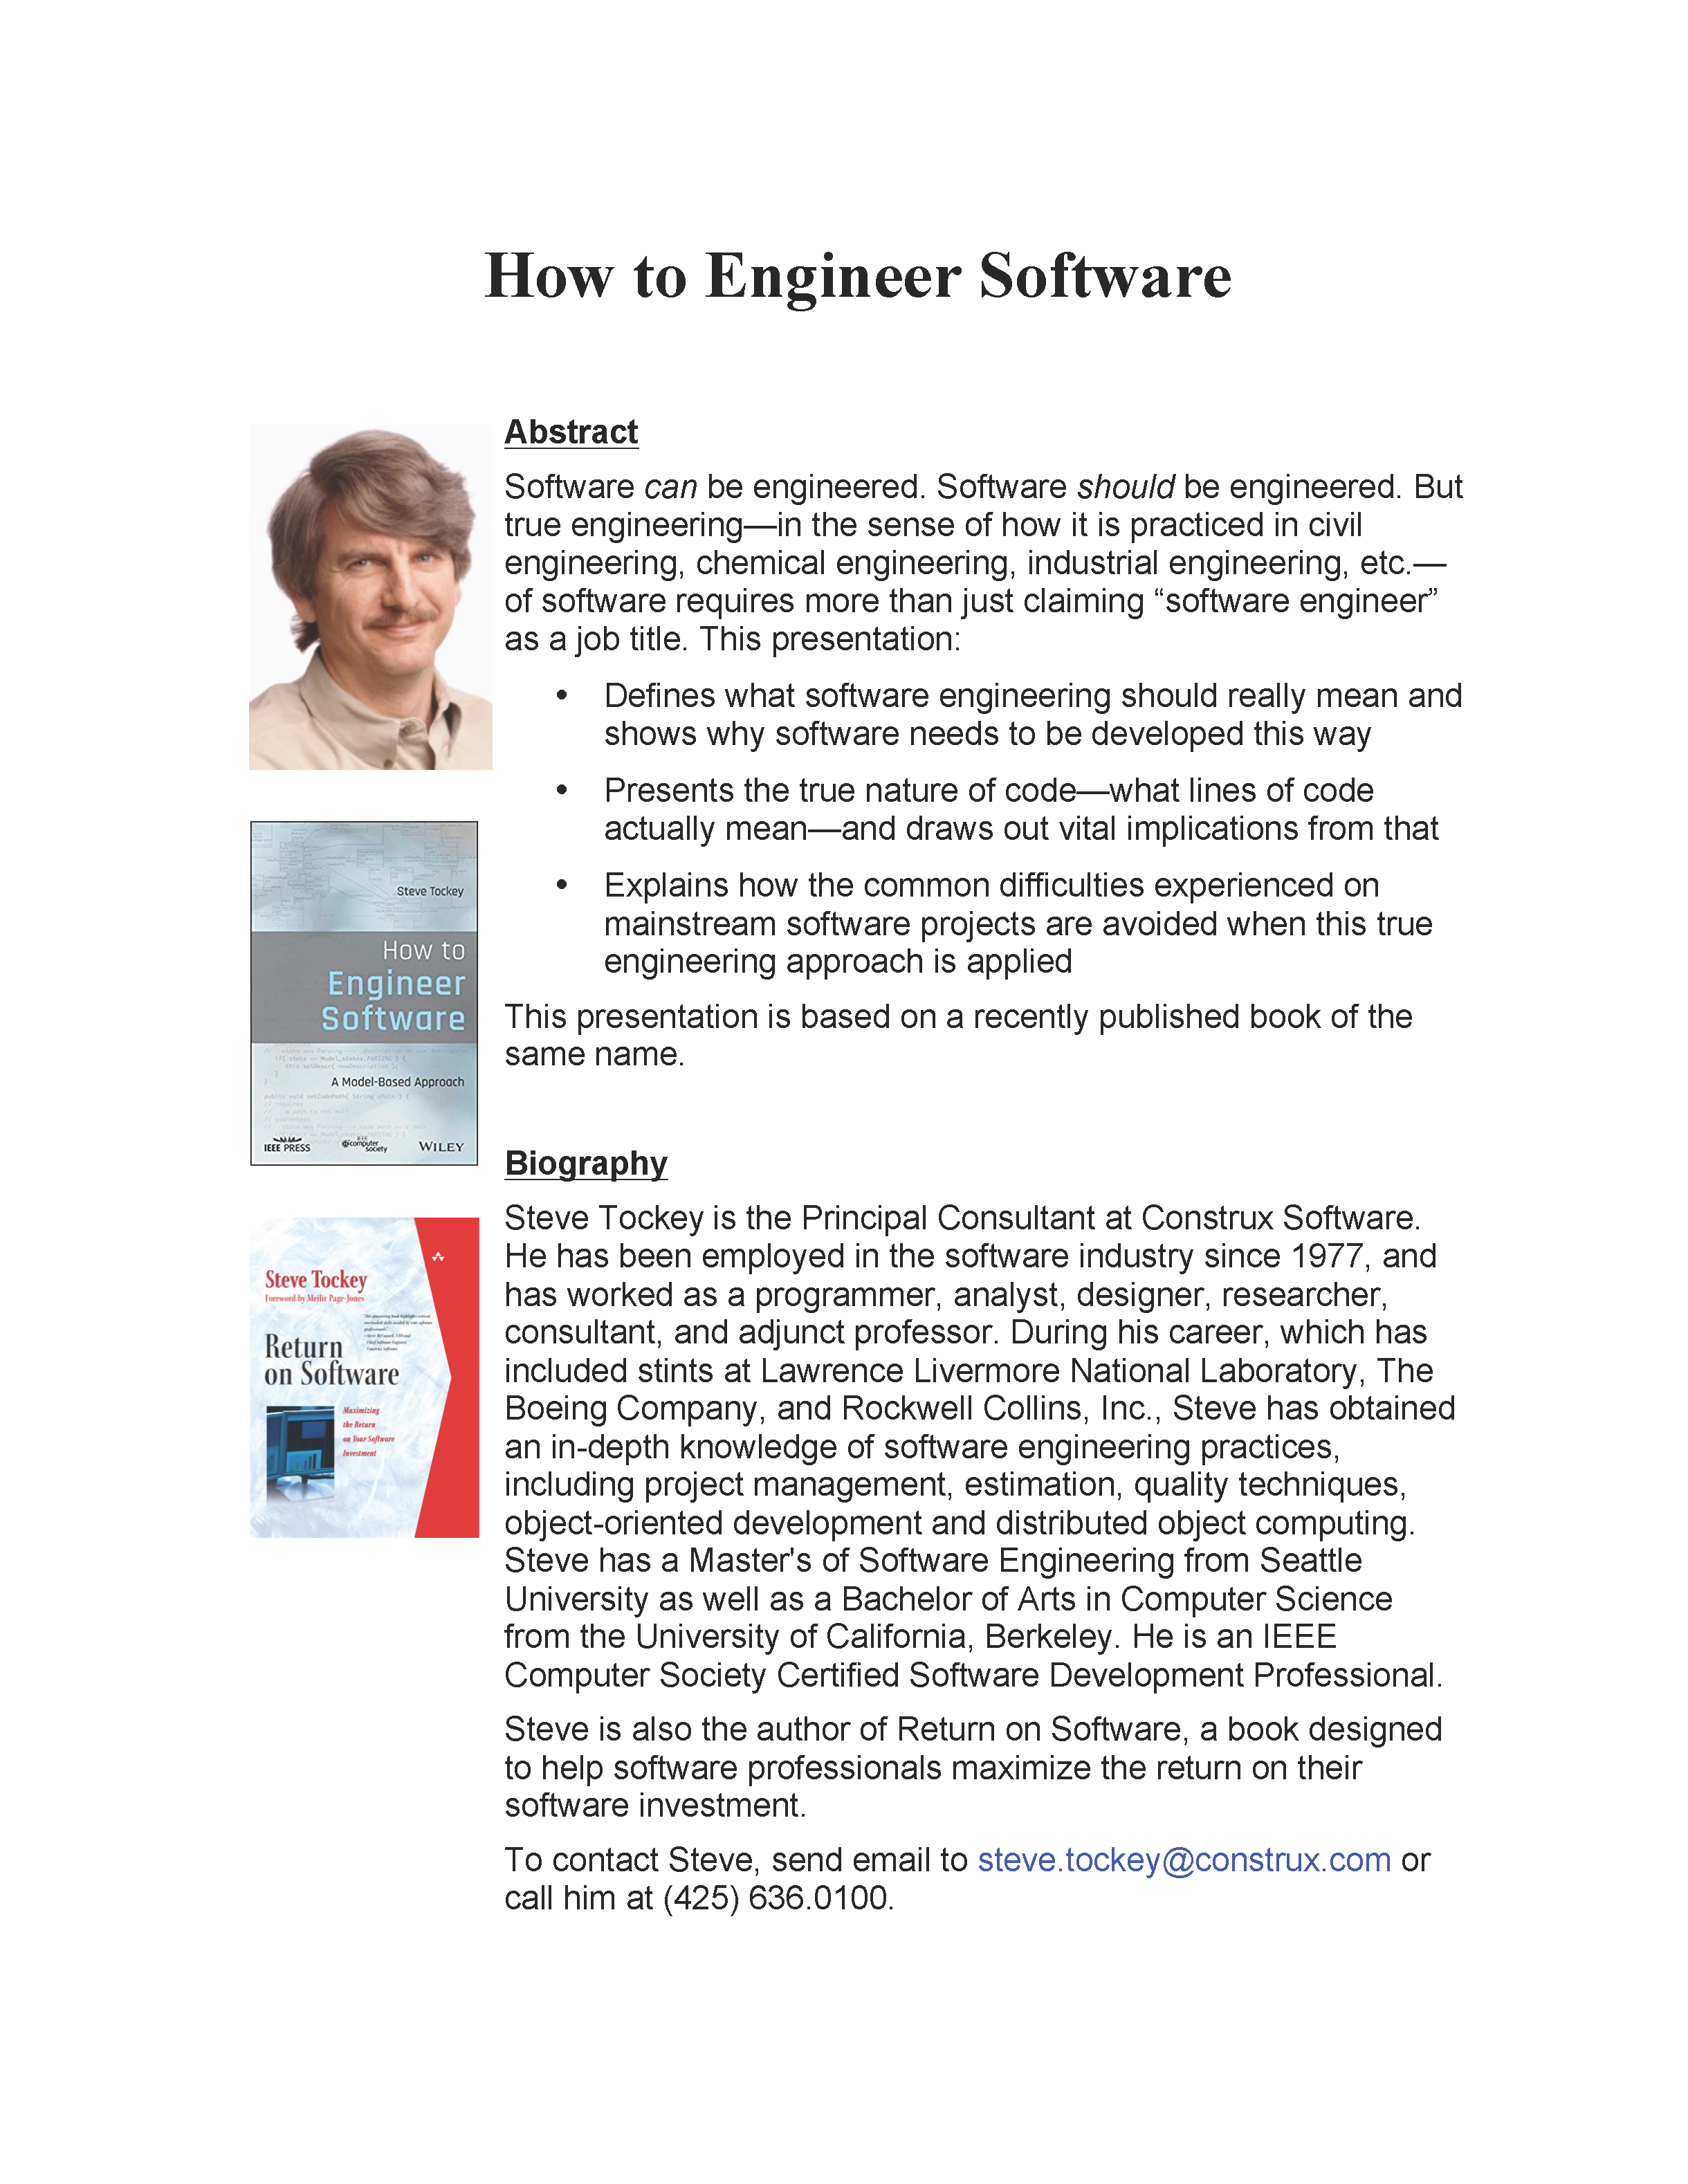 How to Engineer Software
Abstract
Software can be engineered. Software should be engineered. But
true engineering—in the sense of how it is practiced in civil
engineering, chemical engineering, industrial engineering, etc.—
of software requires more than just claiming “software engineer”
as a job title. This presentation:
• Defines what software engineering should really mean and
shows why software needs to be developed this way
• Presents the true nature of code—what lines of code
actually mean—and draws out vital implications from that
• Explains how the common difficulties experienced on
mainstream software projects are avoided when this true
engineering approach is applied
This presentation is based on a recently published book of the
same name.
Steve Tockey
How to
Engineer
Software
A Model-Based Approach
IEEE PRESS
IEEE
computer
society
WILEY
Biography
Steve Tockey is the Principal Consultant at Construx Software.
He has been employed in the software industry since 1977, and
has worked as a programmer, analyst, designer, researcher,
consultant, and adjunct professor. During his career, which has
included stints at Lawrence Livermore National Laboratory, The
Boeing Company, and Rockwell Collins, Inc., Steve has obtained
an in-depth knowledge of software engineering practices,
including project management, estimation, quality techniques,
object-oriented development and distributed object computing.
Steve has a Master's of Software Engineering from Seattle
University as well as a Bachelor of Arts in Computer Science
from the University of California, Berkeley. He is an IEEE
Computer Society Certified Software Development Professional.
Steve is also the author of Return on Software, a book designed
to help software professionals maximize the return on their
software investment.
To contact Steve, send email to steve.tockey@construx.com or
call him at (425) 636.0100.
Steve Tockey
Foreword by Meilir Page-Jones
Return
on Software
Maximizing
the Return
on Your Software
Investment